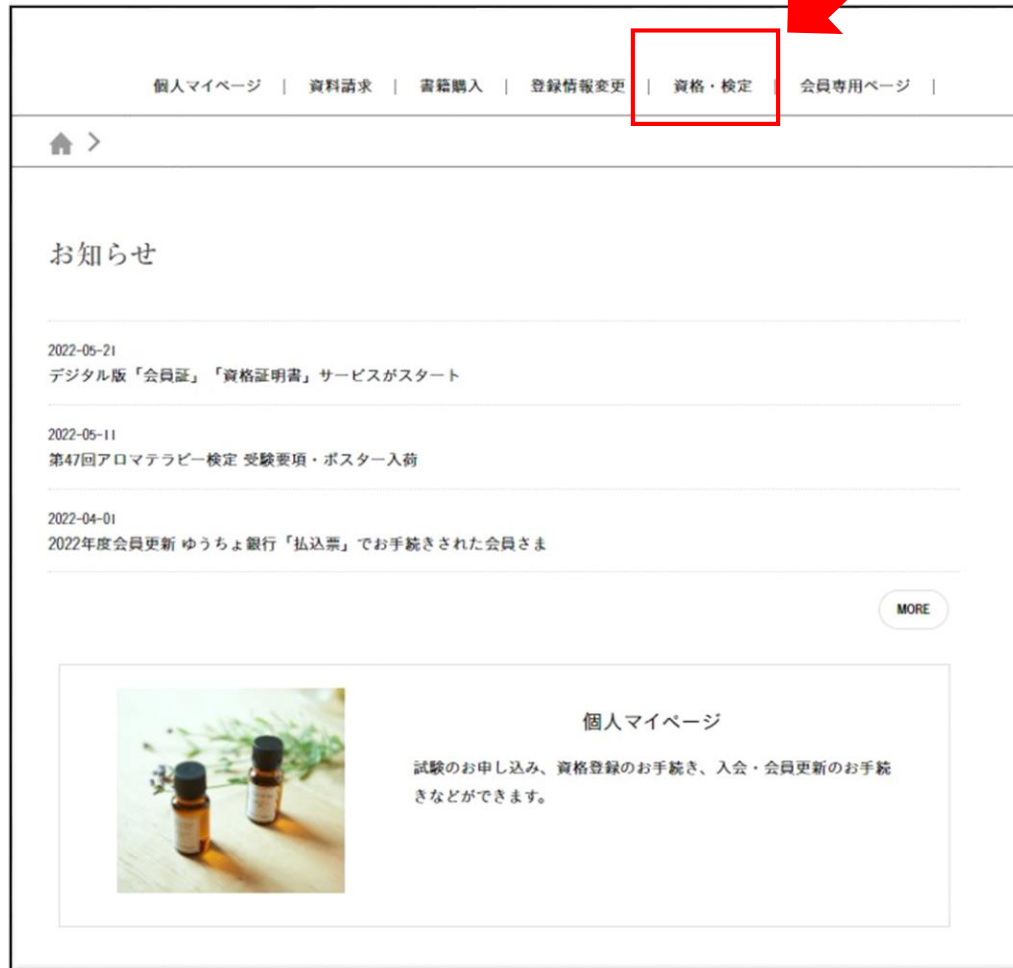 個人マイページ | 資料請求 | 書籍購入 | 登録情報変更 | 資格・検定 | 会員専用ページ |
お知らせ
2022-05-21
デジタル版「会員証」「資格証明書」サービスがスタート
2022-05-11
第47回アロマテラピー検定 受験要項・ポスター入荷
2022-04-01
2022年度会員更新 ゆうちょ銀行「払込票」でお手続きされた会員さま
MORE
個人マイページ
試験のお申し込み、資格登録のお手続き、入会・会員更新のお手続
きなどができます。